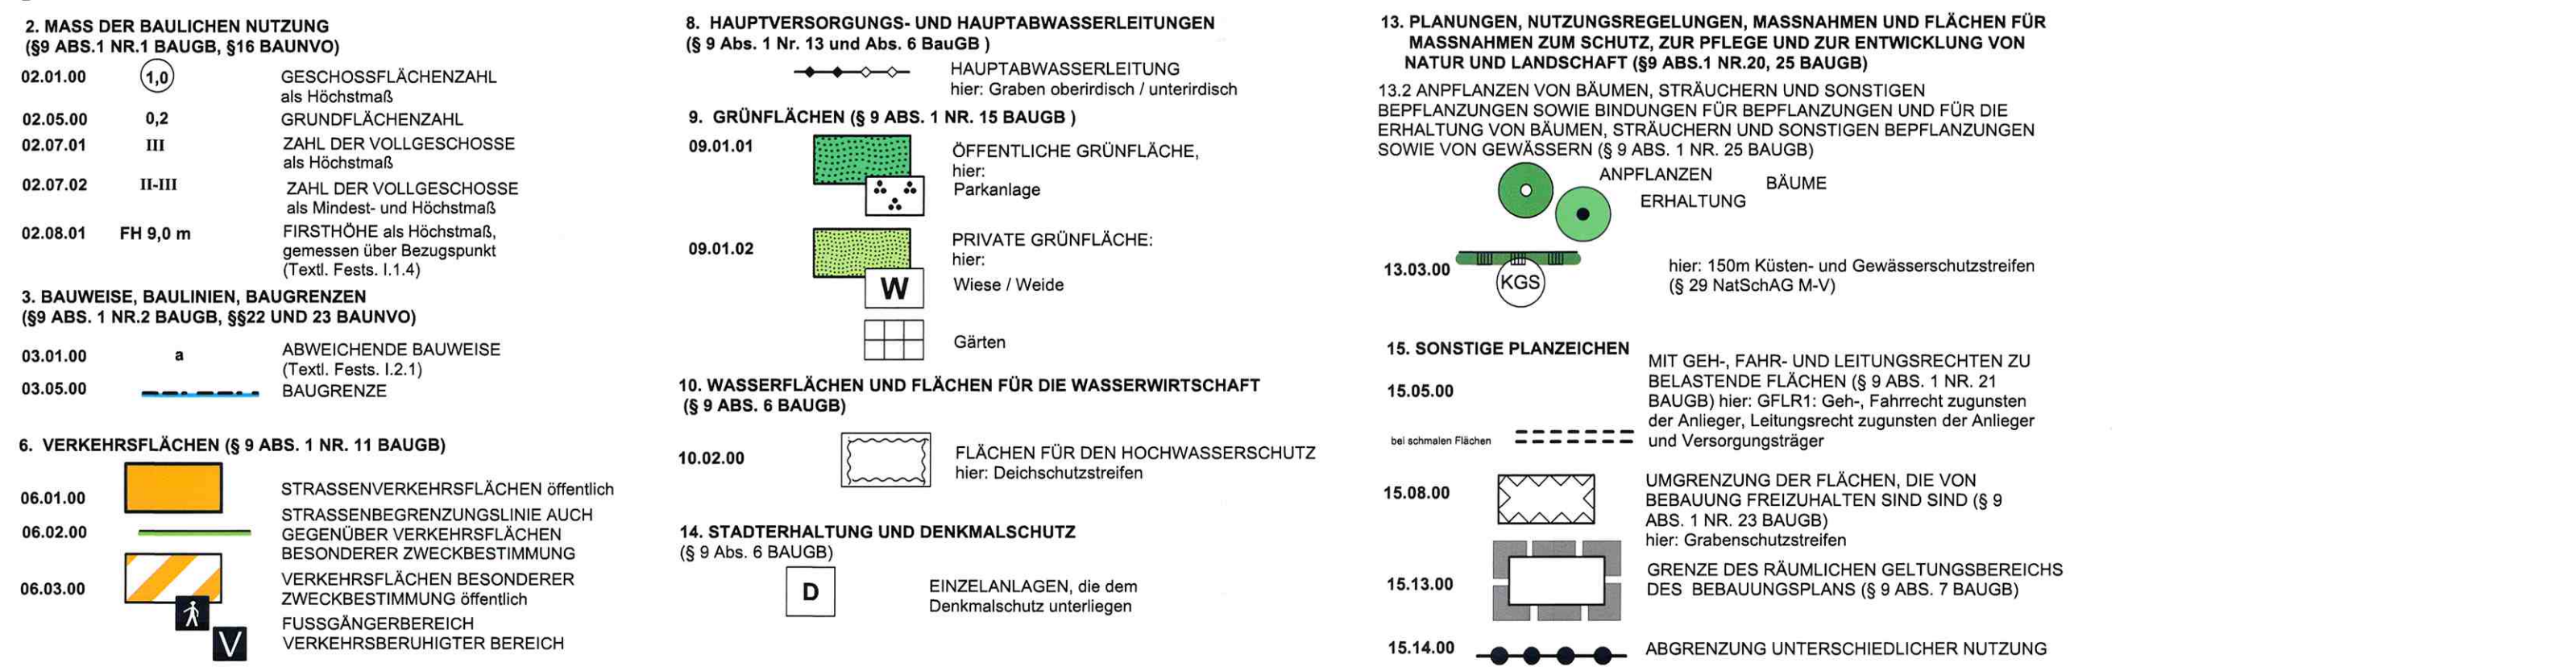 2. MASS DER BAULICHEN NUTZUNG
(§9 ABS.1 NR.1 BAUGB, §16 BAUNVO)
02.01.00 1,0 GESCHOSSFLÄCHENZAHL
als Höchstmaß
02.05.00 0,2 GRUNDFLÄCHENZAHL
02.07.01 III ZAHL DER VOLLGESCHOSSE
als Höchstmaß
02.07.02 II-III ZAHL DER VOLLGESCHOSSE
als Mindest- und Höchstmaß
02.08.01 FH 9,0 m FIRSTHÖHE als Höchstmaß,
gemessen über Bezugspunkt
(Textl. Fests. I.1.4)
3. BAUWEISE, BAULINIEN, BAUGRENZEN
(§9 ABS. 1 NR.2 BAUGB, §§22 UND 23 BAUNVO)
03.01.00 a ABWEICHENDE BAUWEISE
(Textl. Fests. I.2.1)
03.05.00 BAUGRENZE
6. VERKEHRSFLÄCHEN (§ 9 ABS. 1 NR. 11 BAUGB)
06.01.00 STRASSENVERKEHRSFLÄCHEN öffentlich
STRASSENBEGRENZUNGSLINIE AUCH
06.02.00 GEGENÜBER VERKEHRSFLÄCHEN
BESONDERER ZWECKBESTIMMUNG
06.03.00 VERKEHRSFLÄCHEN BESONDERER
ZWECKBESTIMMUNG öffentlich
FUSSGÄNGERBEREICH
V VERKEHRSBERUHIGTER BEREICH
8. HAUPTVERSORGUNGS- UND HAUPTABWASSERLEITUNGEN
(§ 9 Abs. 1 Nr. 13 und Abs. 6 BauGB )
HAUPTABWASSERLEITUNG
hier: Graben oberirdisch / unterirdisch
9. GRÜNFLÄCHEN (§ 9 ABS. 1 NR. 15 BAUGB )
09.01.01 ÖFFENTLICHE GRÜNFLÄCHE,
hier:
Parkanlage
09.01.02 PRIVATE GRÜNFLÄCHE:
hier:
W Wiese / Weide
Gärten
10. WASSERFLÄCHEN UND FLÄCHEN FÜR DIE WASSERWIRTSCHAFT
(§ 9 ABS. 6 BAUGB)
10.02.00 FLÄCHEN FÜR DEN HOCHWASSERSCHUTZ
hier: Deichschutzstreifen
14. STADTERHALTUNG UND DENKMALSCHUTZ
(§ 9 Abs. 6 BAUGB)
D EINZELANLAGEN, die dem
Denkmalschutz unterliegen
13. PLANUNGEN, NUTZUNGSREGELUNGEN, MASSNAHMEN UND FLÄCHEN FÜR
MASSNAHMEN ZUM SCHUTZ, ZUR PFLEGE UND ZUR ENTWICKLUNG VON
NATUR UND LANDSCHAFT (§9 ABS.1 NR.20, 25 BAUGB)
13.2 ANPFLANZEN VON BÄUMEN, STRÄUCHERN UND SONSTIGEN
BEPFLANZUNGEN SOWIE BINDUNGEN FÜR BEPFLANZUNGEN UND FÜR DIE
ERHALTUNG VON BÄUMEN, STRÄUCHERN UND SONSTIGEN BEPFLANZUNGEN
SOWIE VON GEWÄSSERN (§ 9 ABS. 1 NR. 25 BAUGB)
ANPFLANZEN BÄUME
ERHALTUNG
13.03.00 KGS hier: 150m Küsten- und Gewässerschutzstreifen
(§ 29 NatSchAG M-V)
15. SONSTIGE PLANZEICHEN
MIT GEH-, FAHR- UND LEITUNGSRECHTEN ZU
15.05.00 BELASTENDE FLÄCHEN (§ 9 ABS. 1 NR. 21
BAUGB) hier: GFLR1: Geh-, Fahrrecht zugunsten
der Anlieger, Leitungsrecht zugunsten der Anlieger
bei schmalen Flächen und Versorgungsträger
15.08.00 UMGRENZUNG DER FLÄCHEN, DIE VON
BEBAUUNG FREIZUHALTEN SIND SIND (§ 9
ABS. 1 NR. 23 BAUGB)
hier: Grabenschutzstreifen
15.13.00 GRENZE DES RÄUMLICHEN GELTUNGSBEREICHS
DES BEBAUUNGSPLANS (§ 9 ABS. 7 BAUGB)
15.14.00 ABGRENZUNG UNTERSCHIEDLICHER NUTZUNG